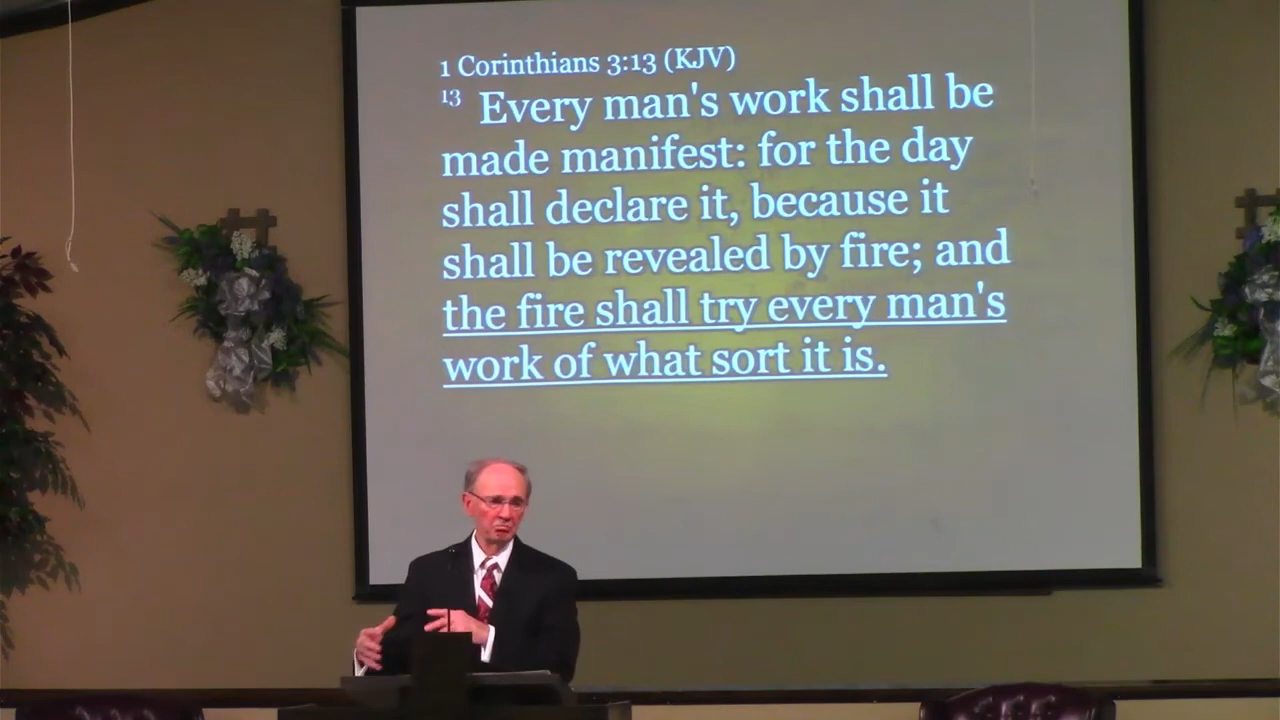 1 Corinthians 3:13 (KJV)
13 Every man's work shall be
made manifest: for the day
shall declare it, because it
shall be revealed by fire; and
the fire shall try every man's
work of what sort it is.